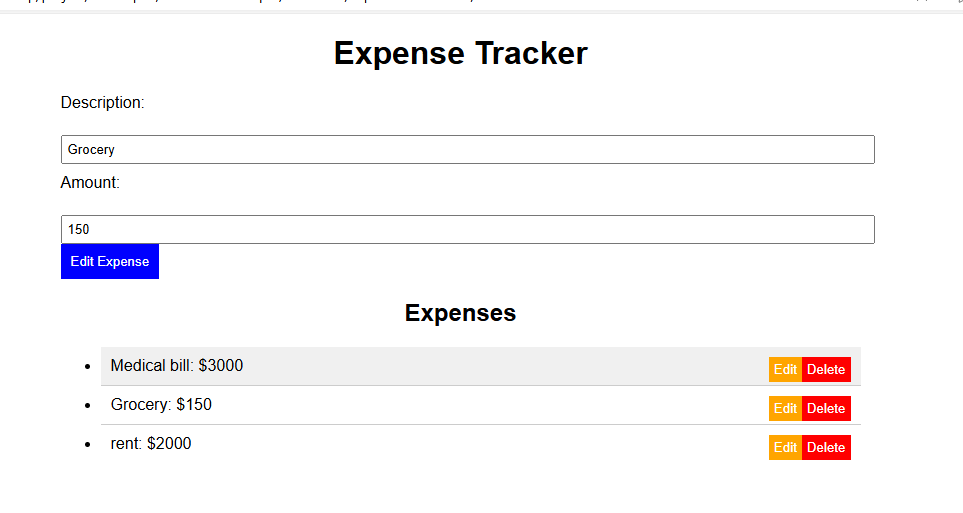 Expense Tracker
Description:
Grocery
Amount:
150
Edit Expense
Expenses
Medical bill: $3000 Edit Delete
Grocery: $150 Edit Delete
rent: $2000 Edit Delete